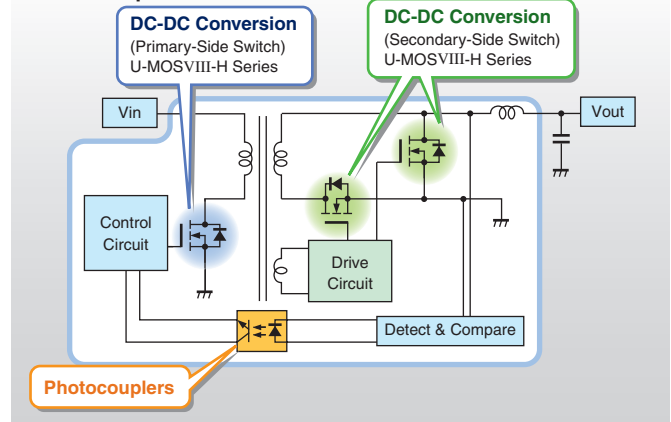 DC-DC Conversion
(Primary-Side Switch)
U-MOSVIII-H Series
DC-DC Conversion
(Secondary-Side Switch)
U-MOSVIII-H Series
Vin
Vout
Control
Circuit
Drive
Circuit
Detect & Compare
Photocouplers